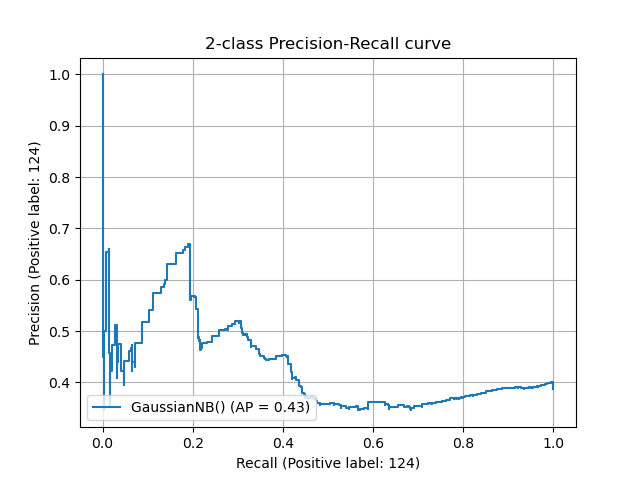 2-class Precision-Recall curve
1.0
0.9
0.8
0.7
0.6
0.5
0.4
Precision (Positive label: 124)
GaussianNB() (AP = 0.43)
0.0 0.2 0.4 0.6 0.8 1.0
Recall (Positive label: 124)